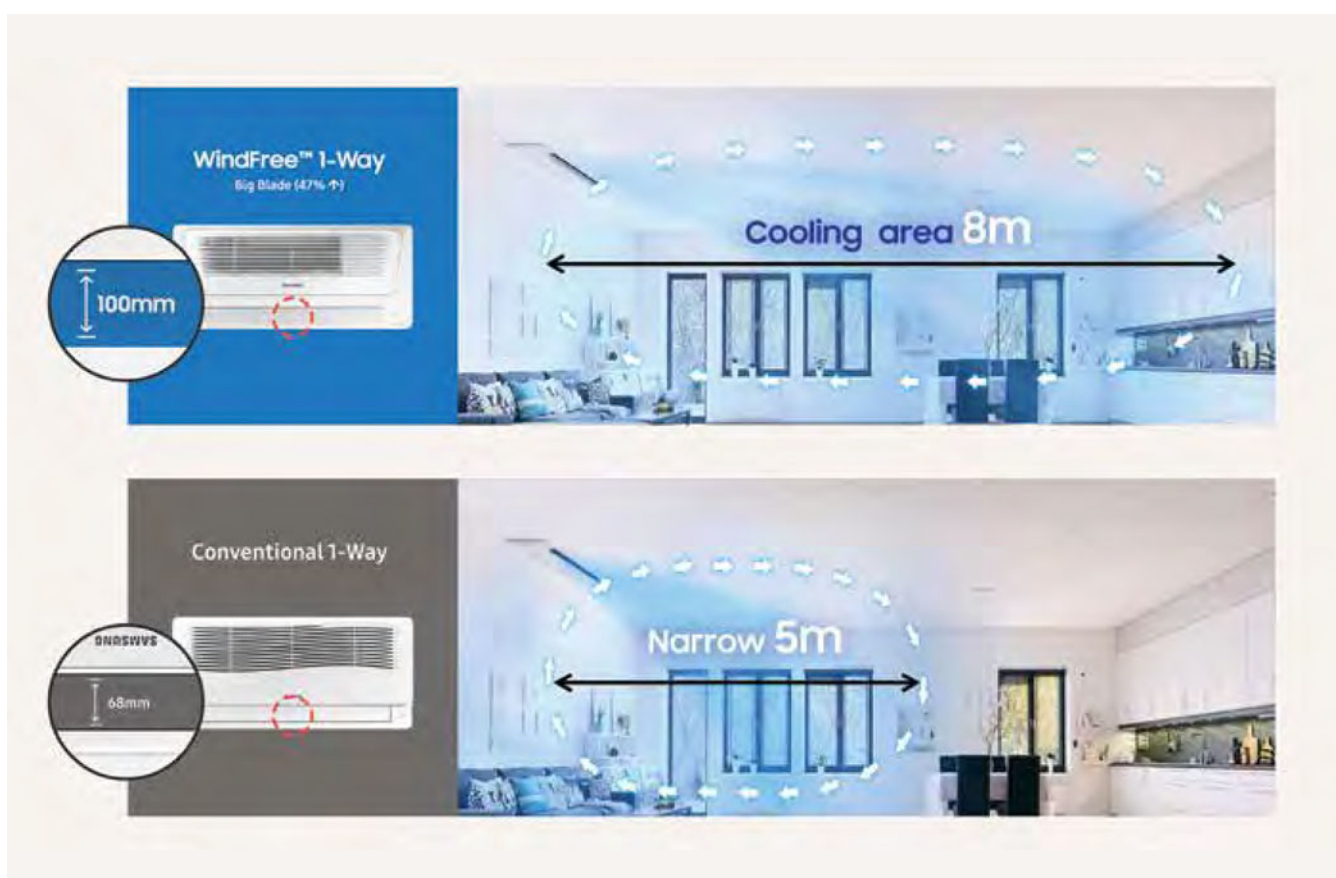 WindFree™ 1-Way
Big Blade (47% ↑)
100mm
Cooling area 8m
Conventional 1-Way
SAMSUNG
68mm
Narrow 5m